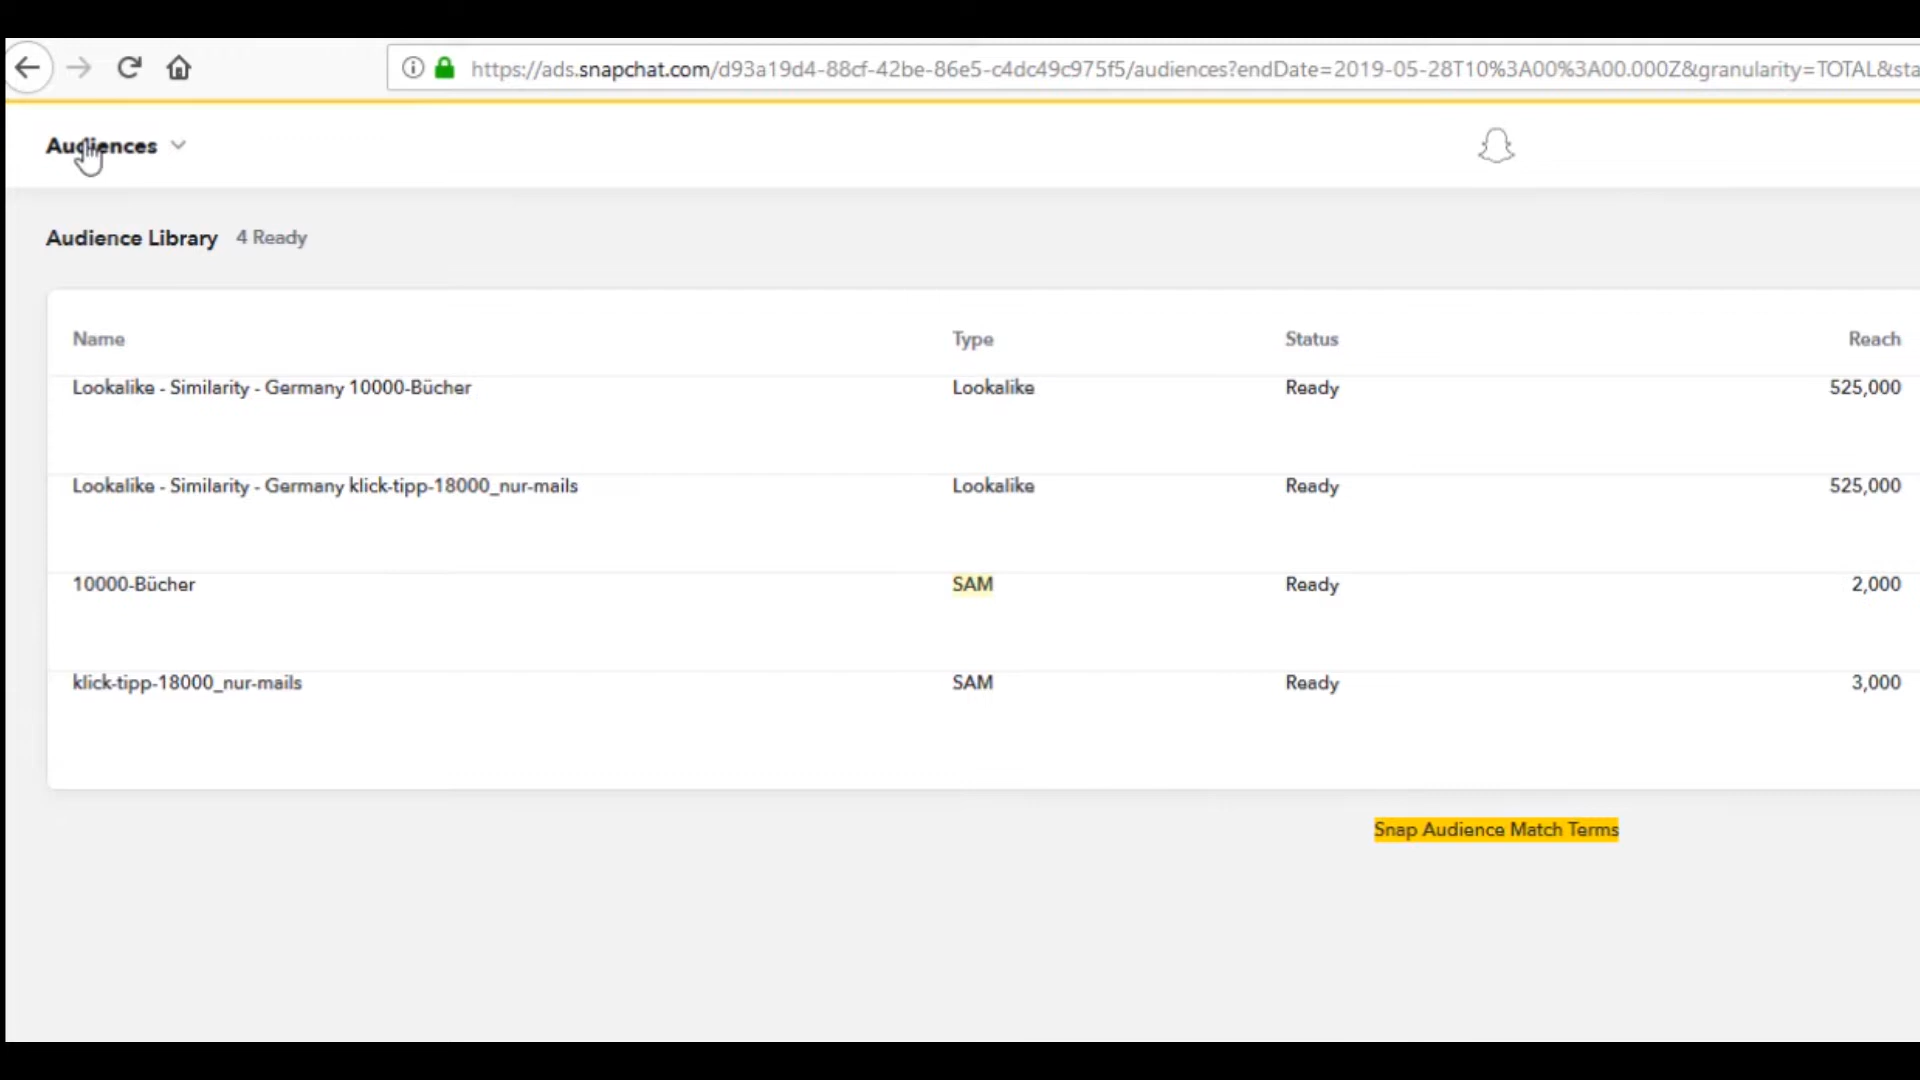 https://ads.snapchat.com/d93a19d4-88cf-42be-86e5-c4dc49c975f5/audiences?endDate=2019-05-28T10%3A00%3A00.000Z&granularity=TOTAL&sta
Audiences
Audience Library 4 Ready
Name Type Status Reach
Lookalike - Similarity - Germany 10000-Bücher Lookalike Ready 525,000
Lookalike - Similarity - Germany klick-tipp-18000_nur-mails Lookalike Ready 525,000
10000-Bücher SAM Ready 2,000
klick-tipp-18000_nur-mails SAM Ready 3,000
Snap Audience Match Terms